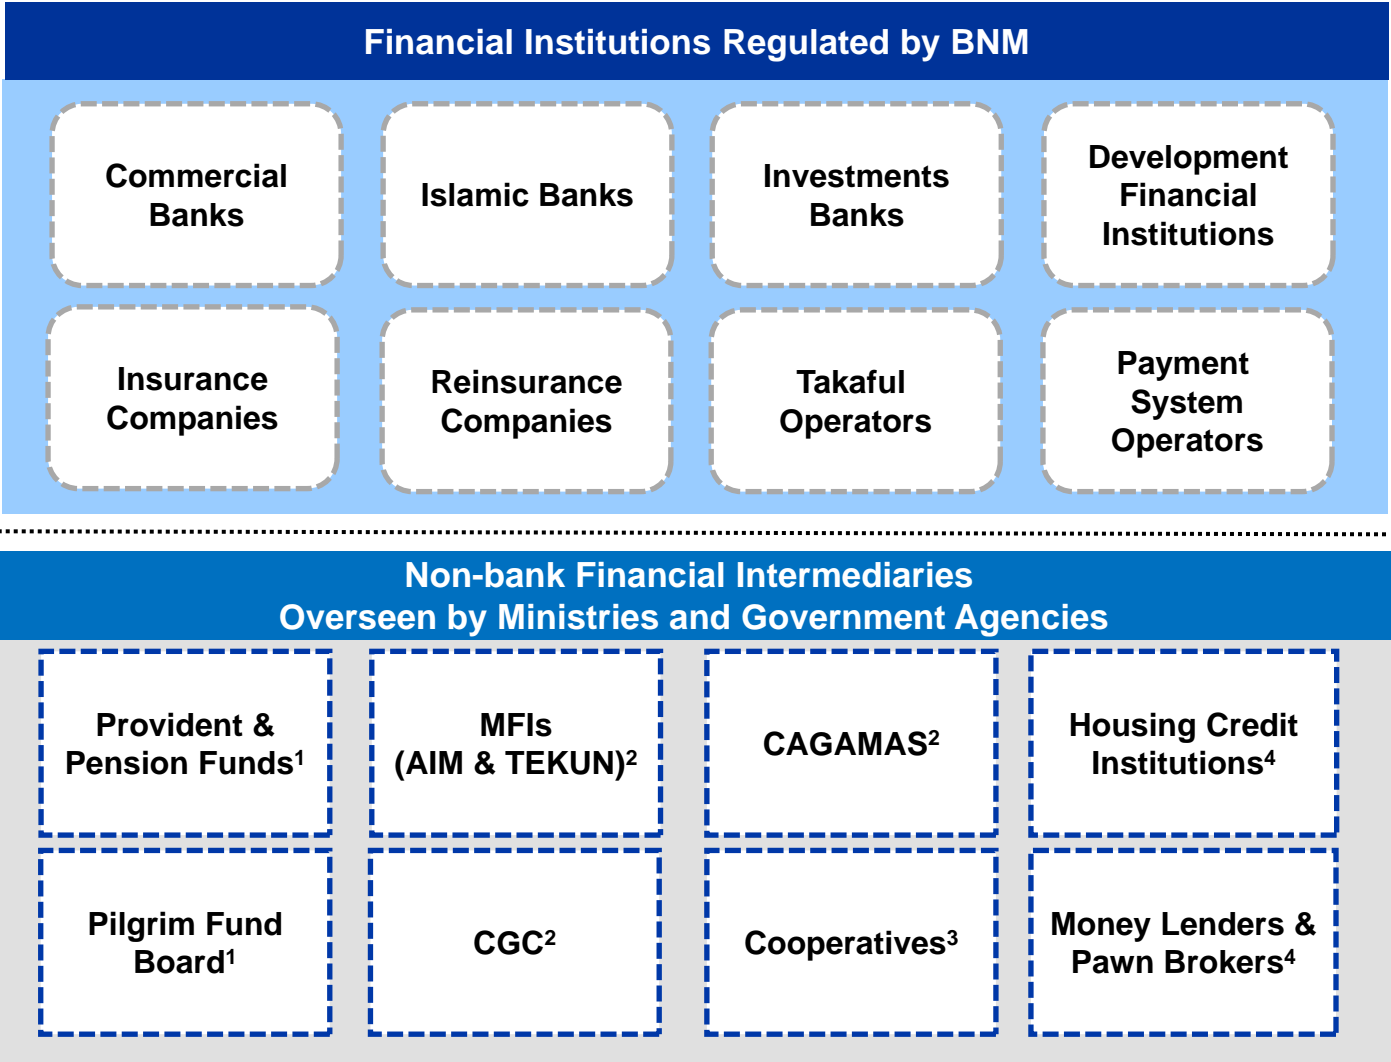 Financial Institutions Regulated by BNM
Commercial
Banks
Islamic Banks
Investments
Banks
Development
Financial
Institutions
Insurance
Companies
Reinsurance
Companies
Takaful
Operators
Payment
System
Operators
Non-bank Financial Intermediaries
Overseen by Ministries and Government Agencies
Provident &
Pension Funds¹
MFIs
(AIM & TEKUN)²
CAGAMAS²
Housing Credit
Institutions⁴
Pilgrim Fund
Board¹
CGC²
Cooperatives³
Money Lenders &
Pawn Brokers⁴